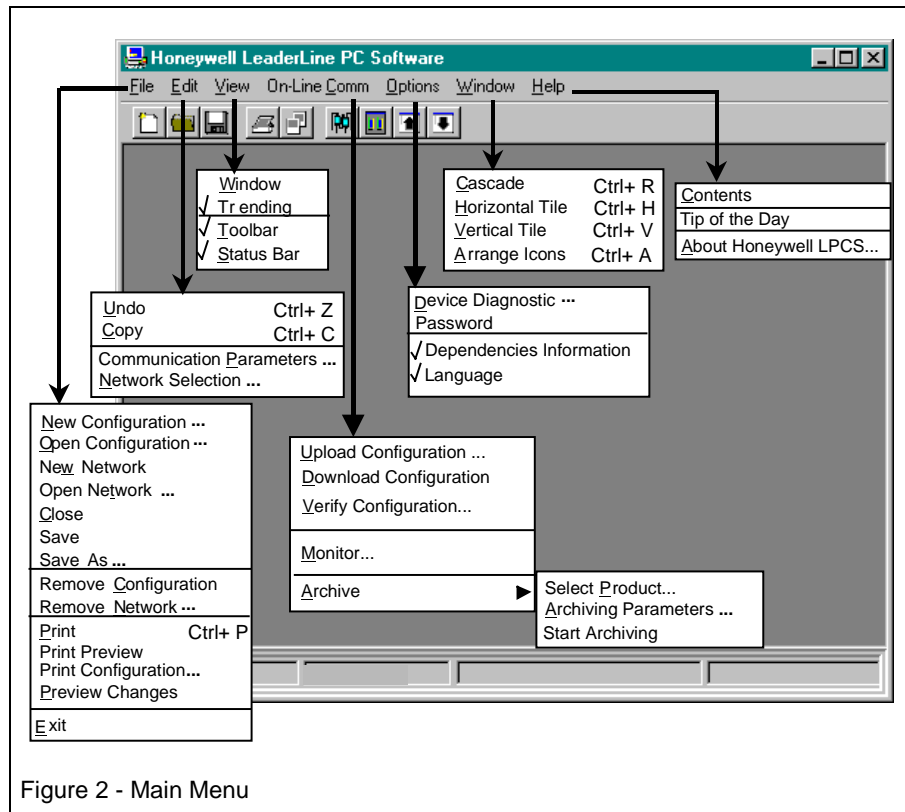 Honeywell LeaderLine PC Software
File Edit View On-Line Comm Options Window Help
Window
√ Trending
√ Toolbar
√ Status Bar
Cascade Ctrl+ R
Horizontal Tile Ctrl+ H
Vertical Tile Ctrl+ V
Arrange Icons Ctrl+ A
Contents
Tip of the Day
About Honeywell LPCS...
Undo Ctrl+ Z
Copy Ctrl+ C
Communication Parameters ...
Network Selection ...
Device Diagnostic ...
Password
√ Dependencies Information
√ Language
New Configuration ...
Open Configuration ...
New Network
Open Network ...
Close
Save
Save As ...
Remove Configuration
Remove Network ...
Print Ctrl+ P
Print Preview
Print Configuration...
Preview Changes
Exit
Upload Configuration ...
Download Configuration
Verify Configuration...
Monitor...
Archive
Select Product...
Archiving Parameters ...
Start Archiving
Figure 2 - Main Menu